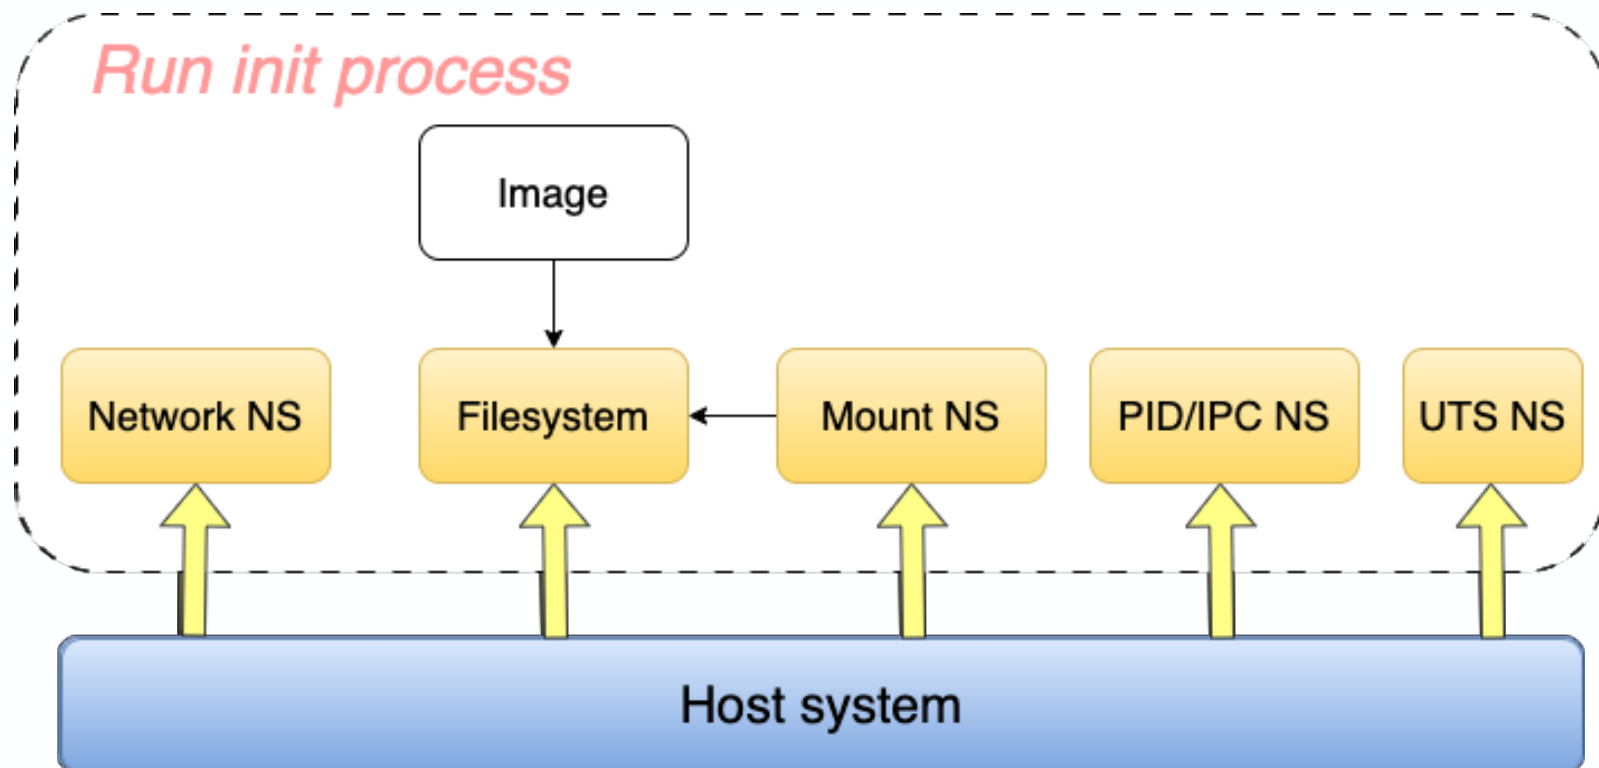 Run init process
Image
Network NS
Filesystem
Mount NS
PID/IPC NS
UTS NS
Host system